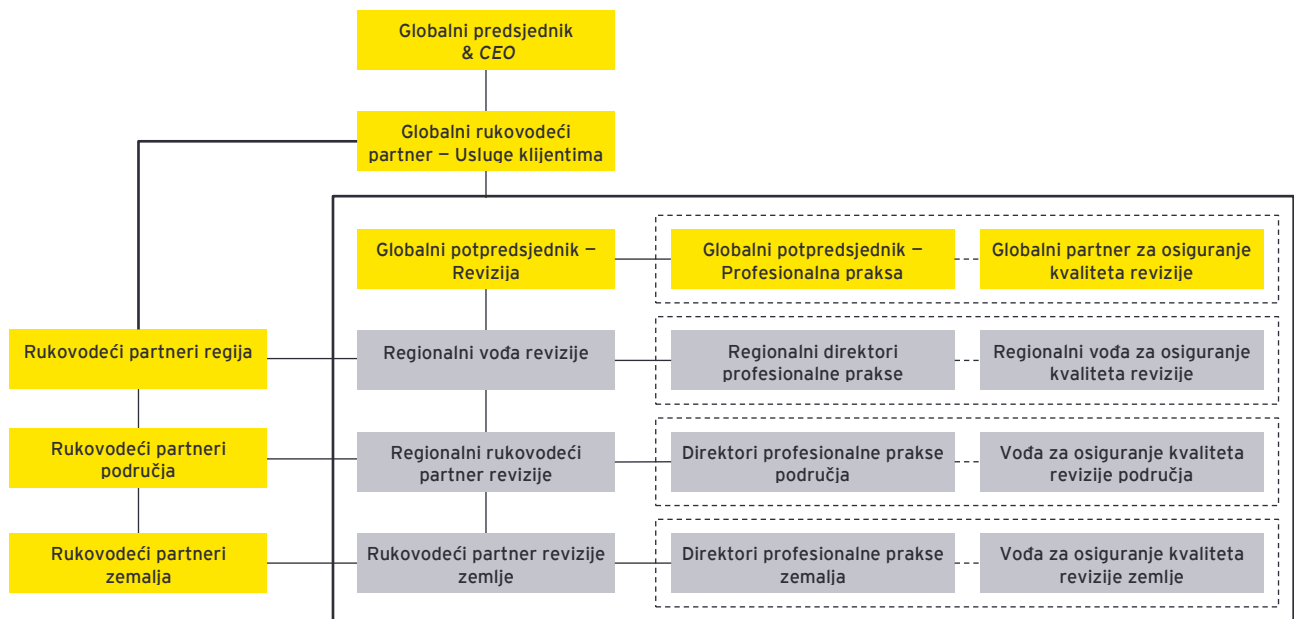 Globalni predsjednik
& CEO
Globalni rukovodeći
partner – Usluge klijentima
Globalni potpredsjednik –
Revizija
Globalni potpredsjednik –
Profesionalna praksa
Globalni partner za osiguranje
kvaliteta revizije
Rukovodeći partneri regija
Regionalni vođa revizije
Regionalni direktori
profesionalne prakse
Regionalni vođa za osiguranje
kvaliteta revizije
Rukovodeći partneri
područja
Regionalni rukovodeći
partner revizije
Direktori profesionalne prakse
područja
Vođa za osiguranje kvaliteta
revizije područja
Rukovodeći partneri
zemalja
Rukovodeći partner revizije
zemlje
Direktori profesionalne prakse
zemalja
Vođa za osiguranje kvaliteta
revizije zemlje